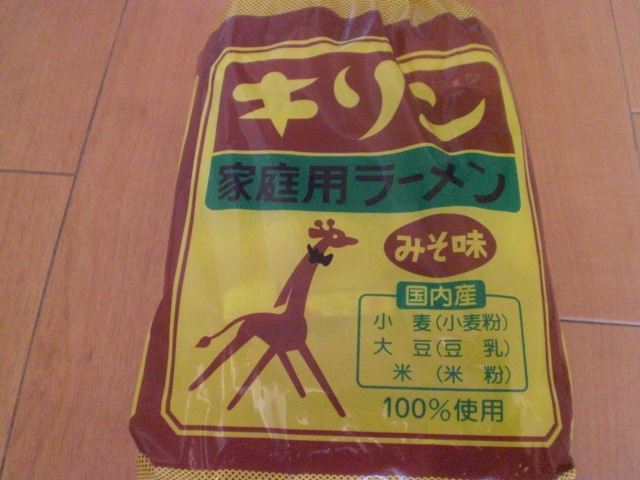 キリン
家庭用ラーメン
みそ味
国内産
小麦(小麦粉)
大豆(豆乳)
米(米粉)
100%使用